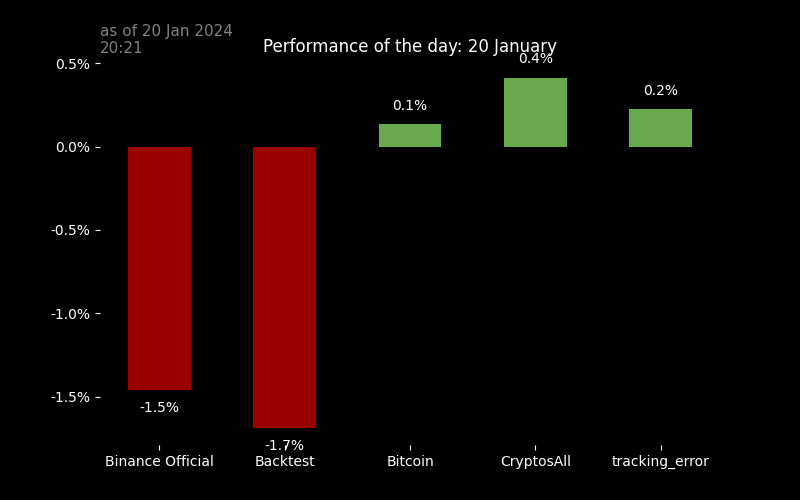 as of 20 Jan 2024
20:21
Performance of the day: 20 January
0.5%
0.0%
-0.5%
-1.0%
-1.5%
-1.5%
-1.7%
0.1%
0.4%
0.2%
Binance Official
Backtest
Bitcoin
CryptosAll
tracking_error